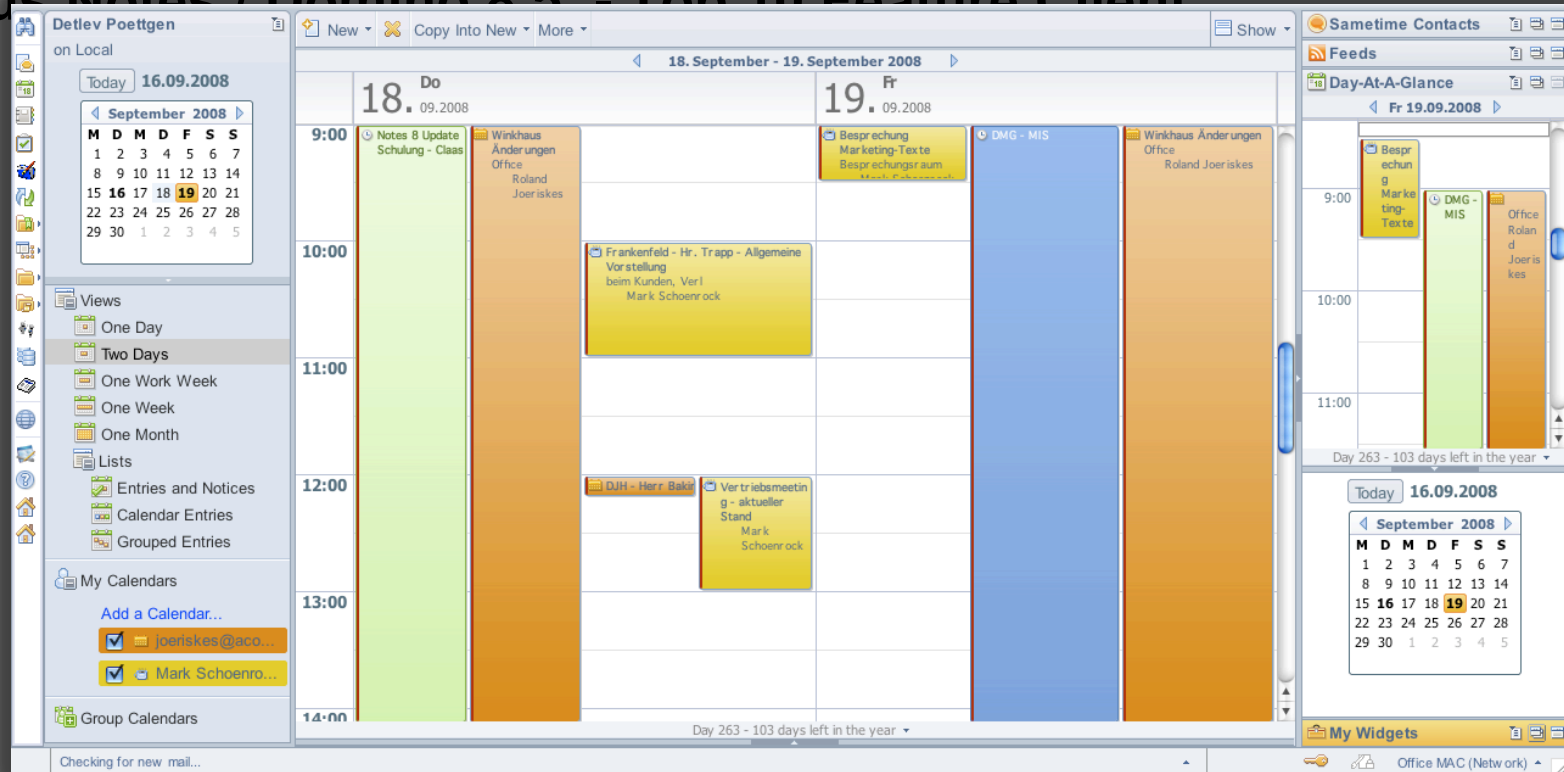 Detlev Poettgen
on Local
Today 16.09.2008
September 2008
M D M D F S S
1 2 3 4 5 6 7
8 9 10 11 12 13 14
15 16 17 18 19 20 21
22 23 24 25 26 27 28
29 30 1 2 3 4 5
Views
One Day
Two Days
One Work Week
One Week
One Month
Lists
Entries and Notices
Calendar Entries
Grouped Entries
My Calendars
Add a Calendar...
joeriskes@aco...
Mark Schoenro...
Group Calendars
New Copy Into New More Show
18. September - 19. September 2008
18. Do 09.2008
19. Fr 09.2008
9:00
10:00
11:00
12:00
13:00
14:00
Notes 8 Update
Schulung - Claas
Winkhaus
Änderungen
Office
Roland
Joeriskes
Frankenfeld - Hr. Trapp - Allgemeine
Vorstellung
beim Kunden, Verl
Mark Schoenrock
DJH - Herr Bakir
Vertriebsmeetin
g - aktueller
Stand
Mark
Schoenrock
Besprechung
Marketing-Texte
Besprechungsraum
Mark Schoenrock
DMG - MIS
Winkhaus Änderungen
Office
Roland Joeriskes
Day 263 - 103 days left in the year
Sametime Contacts
Feeds
Day-At-A-Glance
Fr 19.09.2008
9:00
10:00
11:00
Bespr
echun
g
Marke
ting-
Texte
DMG -
MIS
Office
Rolan
d
Joeris
kes
Day 263 - 103 days left in the year
Today 16.09.2008
September 2008
M D M D F S S
1 2 3 4 5 6 7
8 9 10 11 12 13 14
15 16 17 18 19 20 21
22 23 24 25 26 27 28
29 30 1 2 3 4 5
My Widgets
Checking for new mail...
Office MAC (Network)